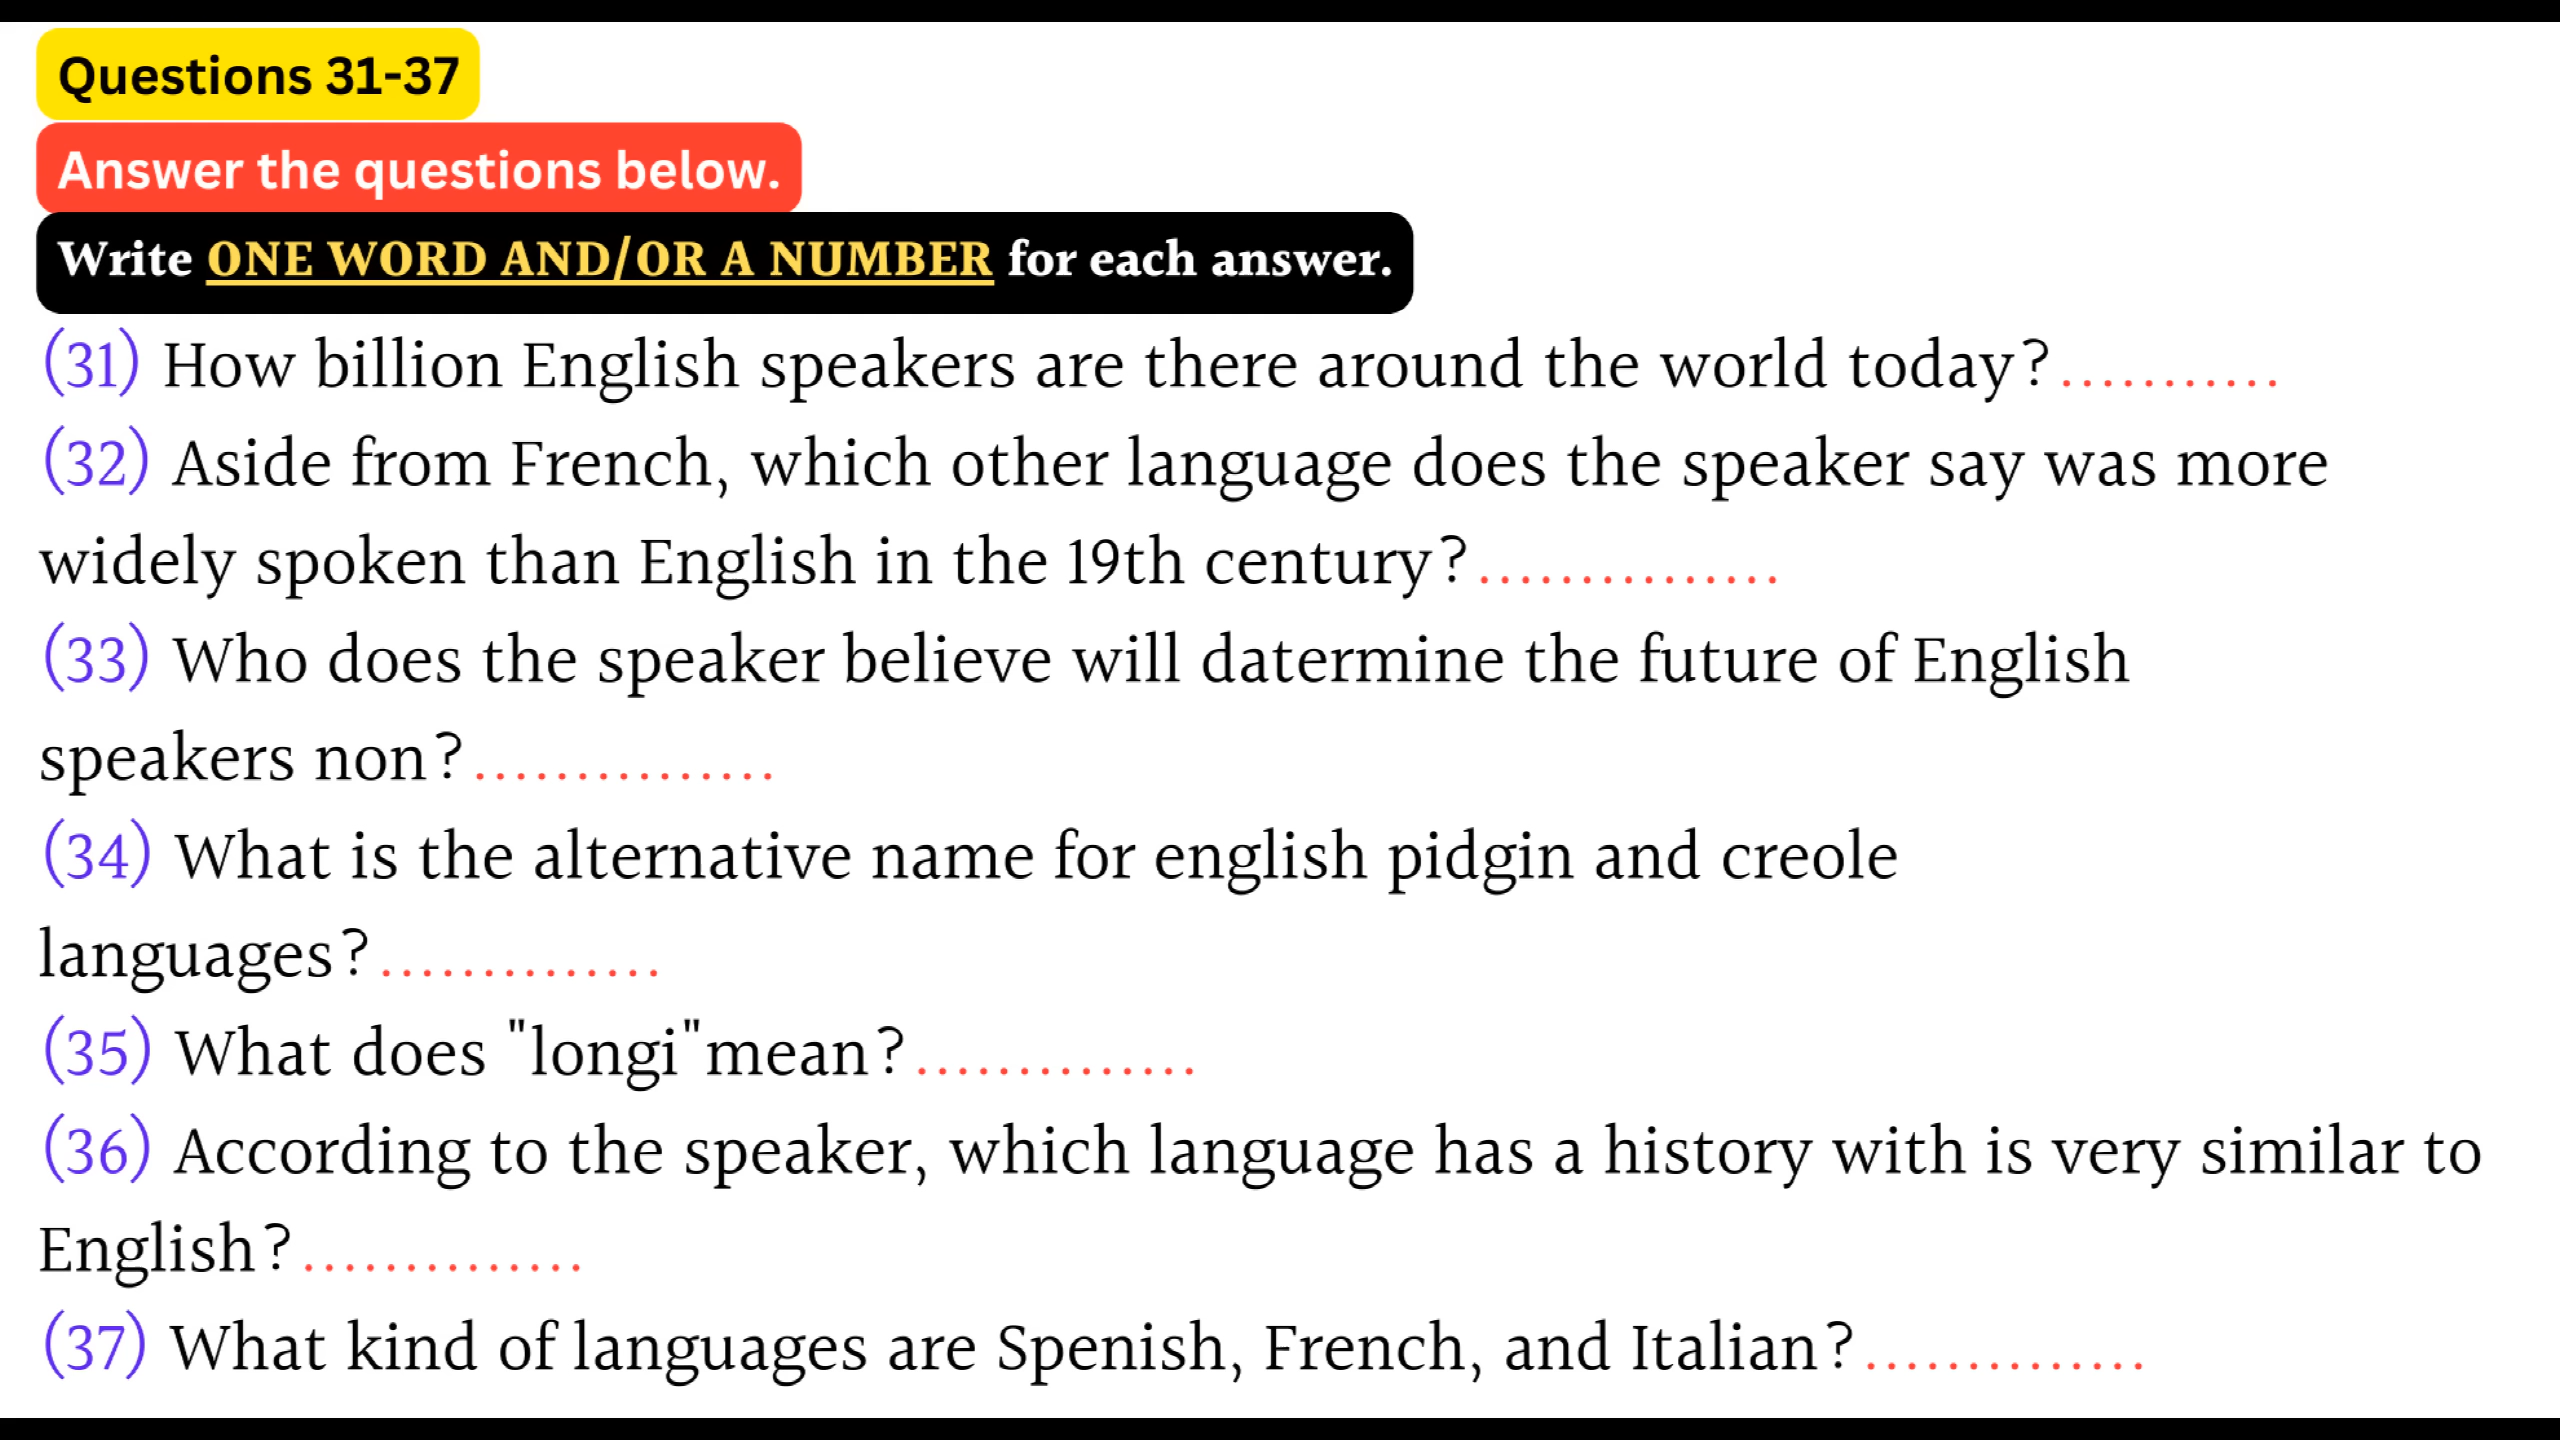 Questions 31-37
Answer the questions below.
Write ONE WORD AND/OR A NUMBER for each answer.
(31) How billion English speakers are there around the world today?...........
(32) Aside from French, which other language does the speaker say was more
widely spoken than English in the 19th century?...............
(33) Who does the speaker believe will datermine the future of English
speakers non?...............
(34) What is the alternative name for english pidgin and creole
languages?..............
(35) What does "longi"mean?..............
(36) According to the speaker, which language has a history with is very similar to
English?..............
(37) What kind of languages are Spenish, French, and Italian?..............